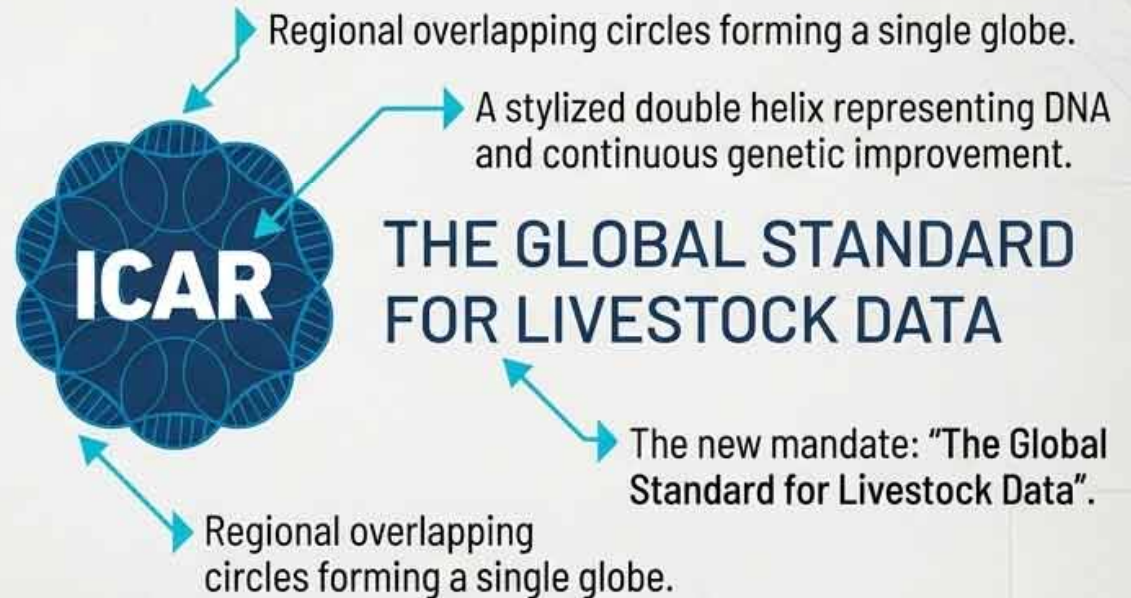 Regional overlapping circles forming a single globe.
A stylized double helix representing DNA
and continuous genetic improvement.
ICAR
THE GLOBAL STANDARD
FOR LIVESTOCK DATA
The new mandate: "The Global
Standard for Livestock Data".
Regional overlapping
circles forming a single globe.